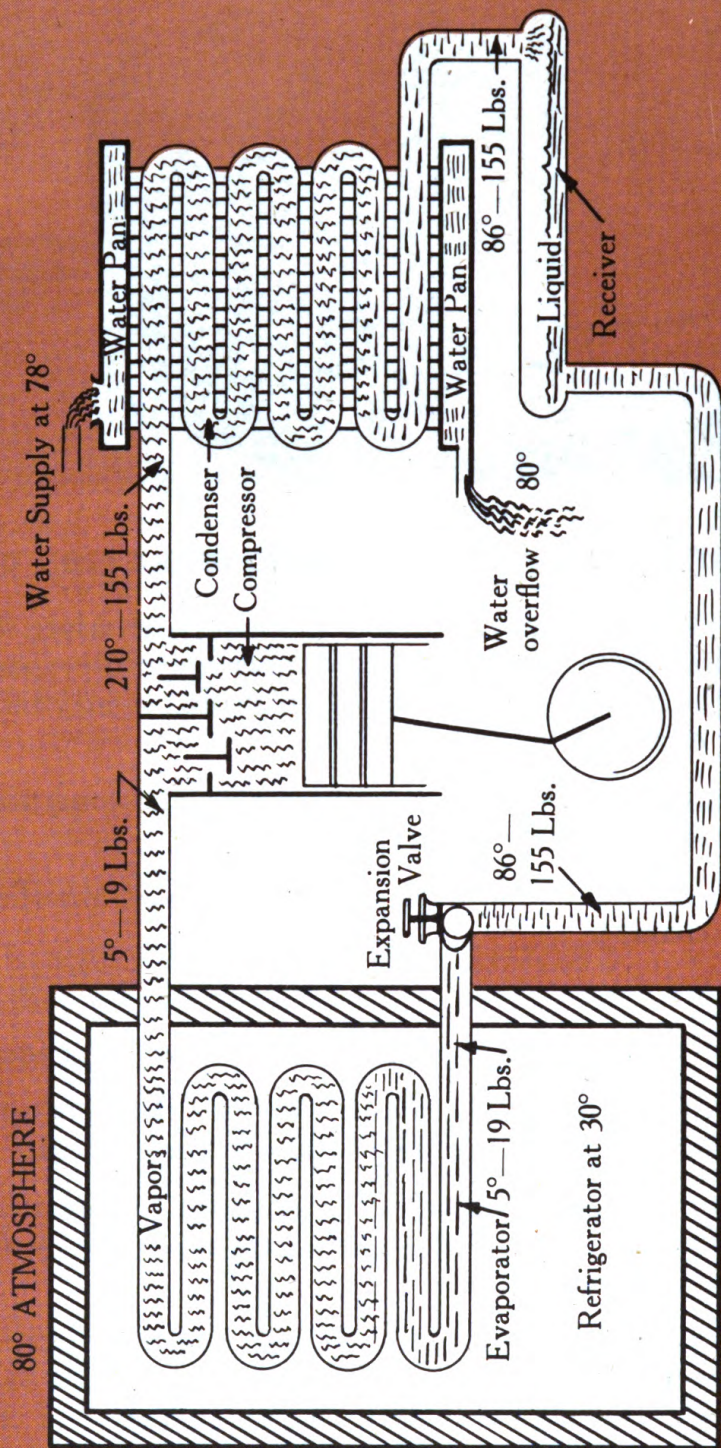 80° ATMOSPHERE
Water Supply at 78°
5°—19 Lbs.
210°—155 Lbs.
Water Pan
Vapor
Condenser
Compressor
Expansion
Valve
86°—
155 Lbs.
Water
overflow
80°
Water Pan
86°—155 Lbs.
Liquid
Receiver
Evaporator
5°—19 Lbs.
Refrigerator at 30°